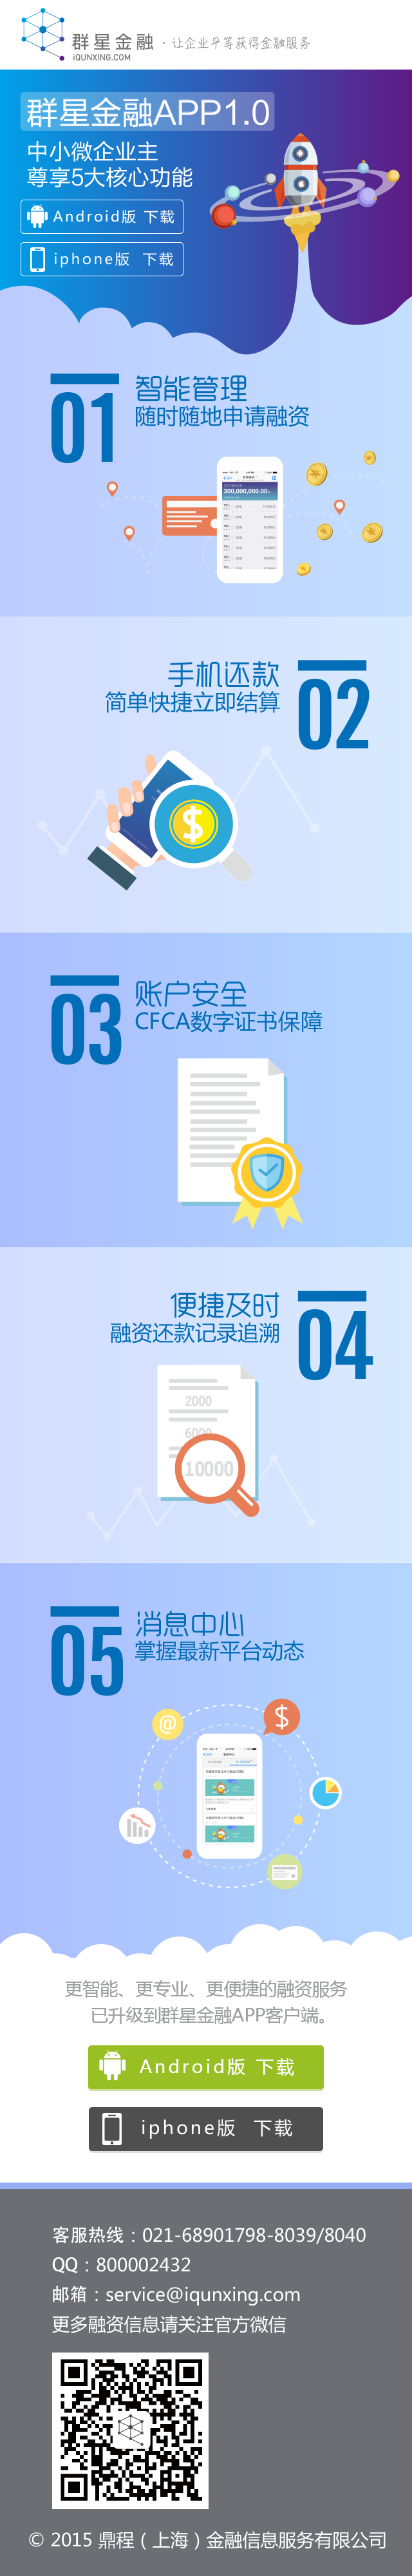 群星金融·让企业平等获得金融服务
iQUNXING.COM
群星金融APP1.0
中小微企业主
尊享5大核心功能
Android版 下载
iphone版 下载
01
智能管理
随时随地申请融资
300,000,000.00
手机还款
简单快捷立即结算
02
$
03
账户安全
CFCA数字证书保障
便捷及时
融资还款记录追溯
04
2000
6000
10000
05
消息中心
掌握最新平台动态
@
$
更智能、更专业、更便捷的融资服务
已升级到群星金融APP客户端。
Android版 下载
iphone版 下载
客服热线：021-68901798-8039/8040
QQ：800002432
邮箱：service@iqunxing.com
更多融资信息请关注官方微信
© 2015 鼎程（上海）金融信息服务有限公司